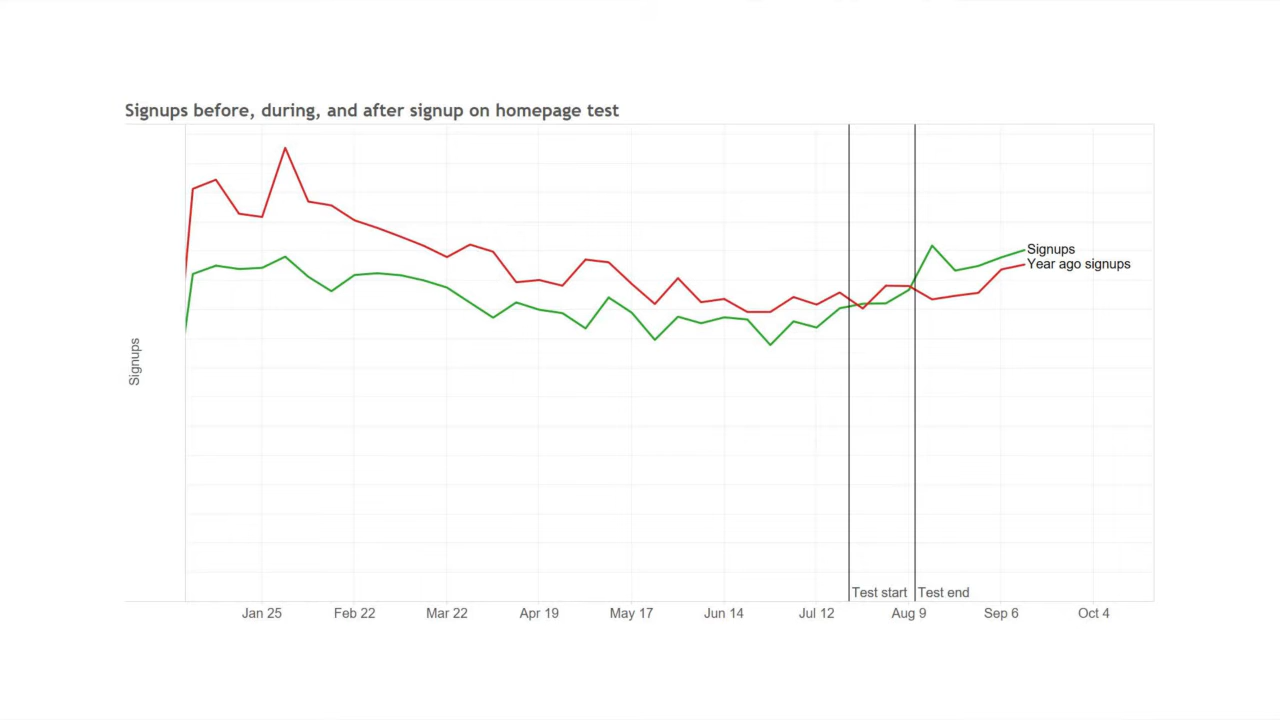 Signups before, during, and after signup on homepage test
Signups
Year ago signups
Signups
Test start
Test end
Jan 25
Feb 22
Mar 22
Apr 19
May 17
Jun 14
Jul 12
Aug 9
Sep 6
Oct 4